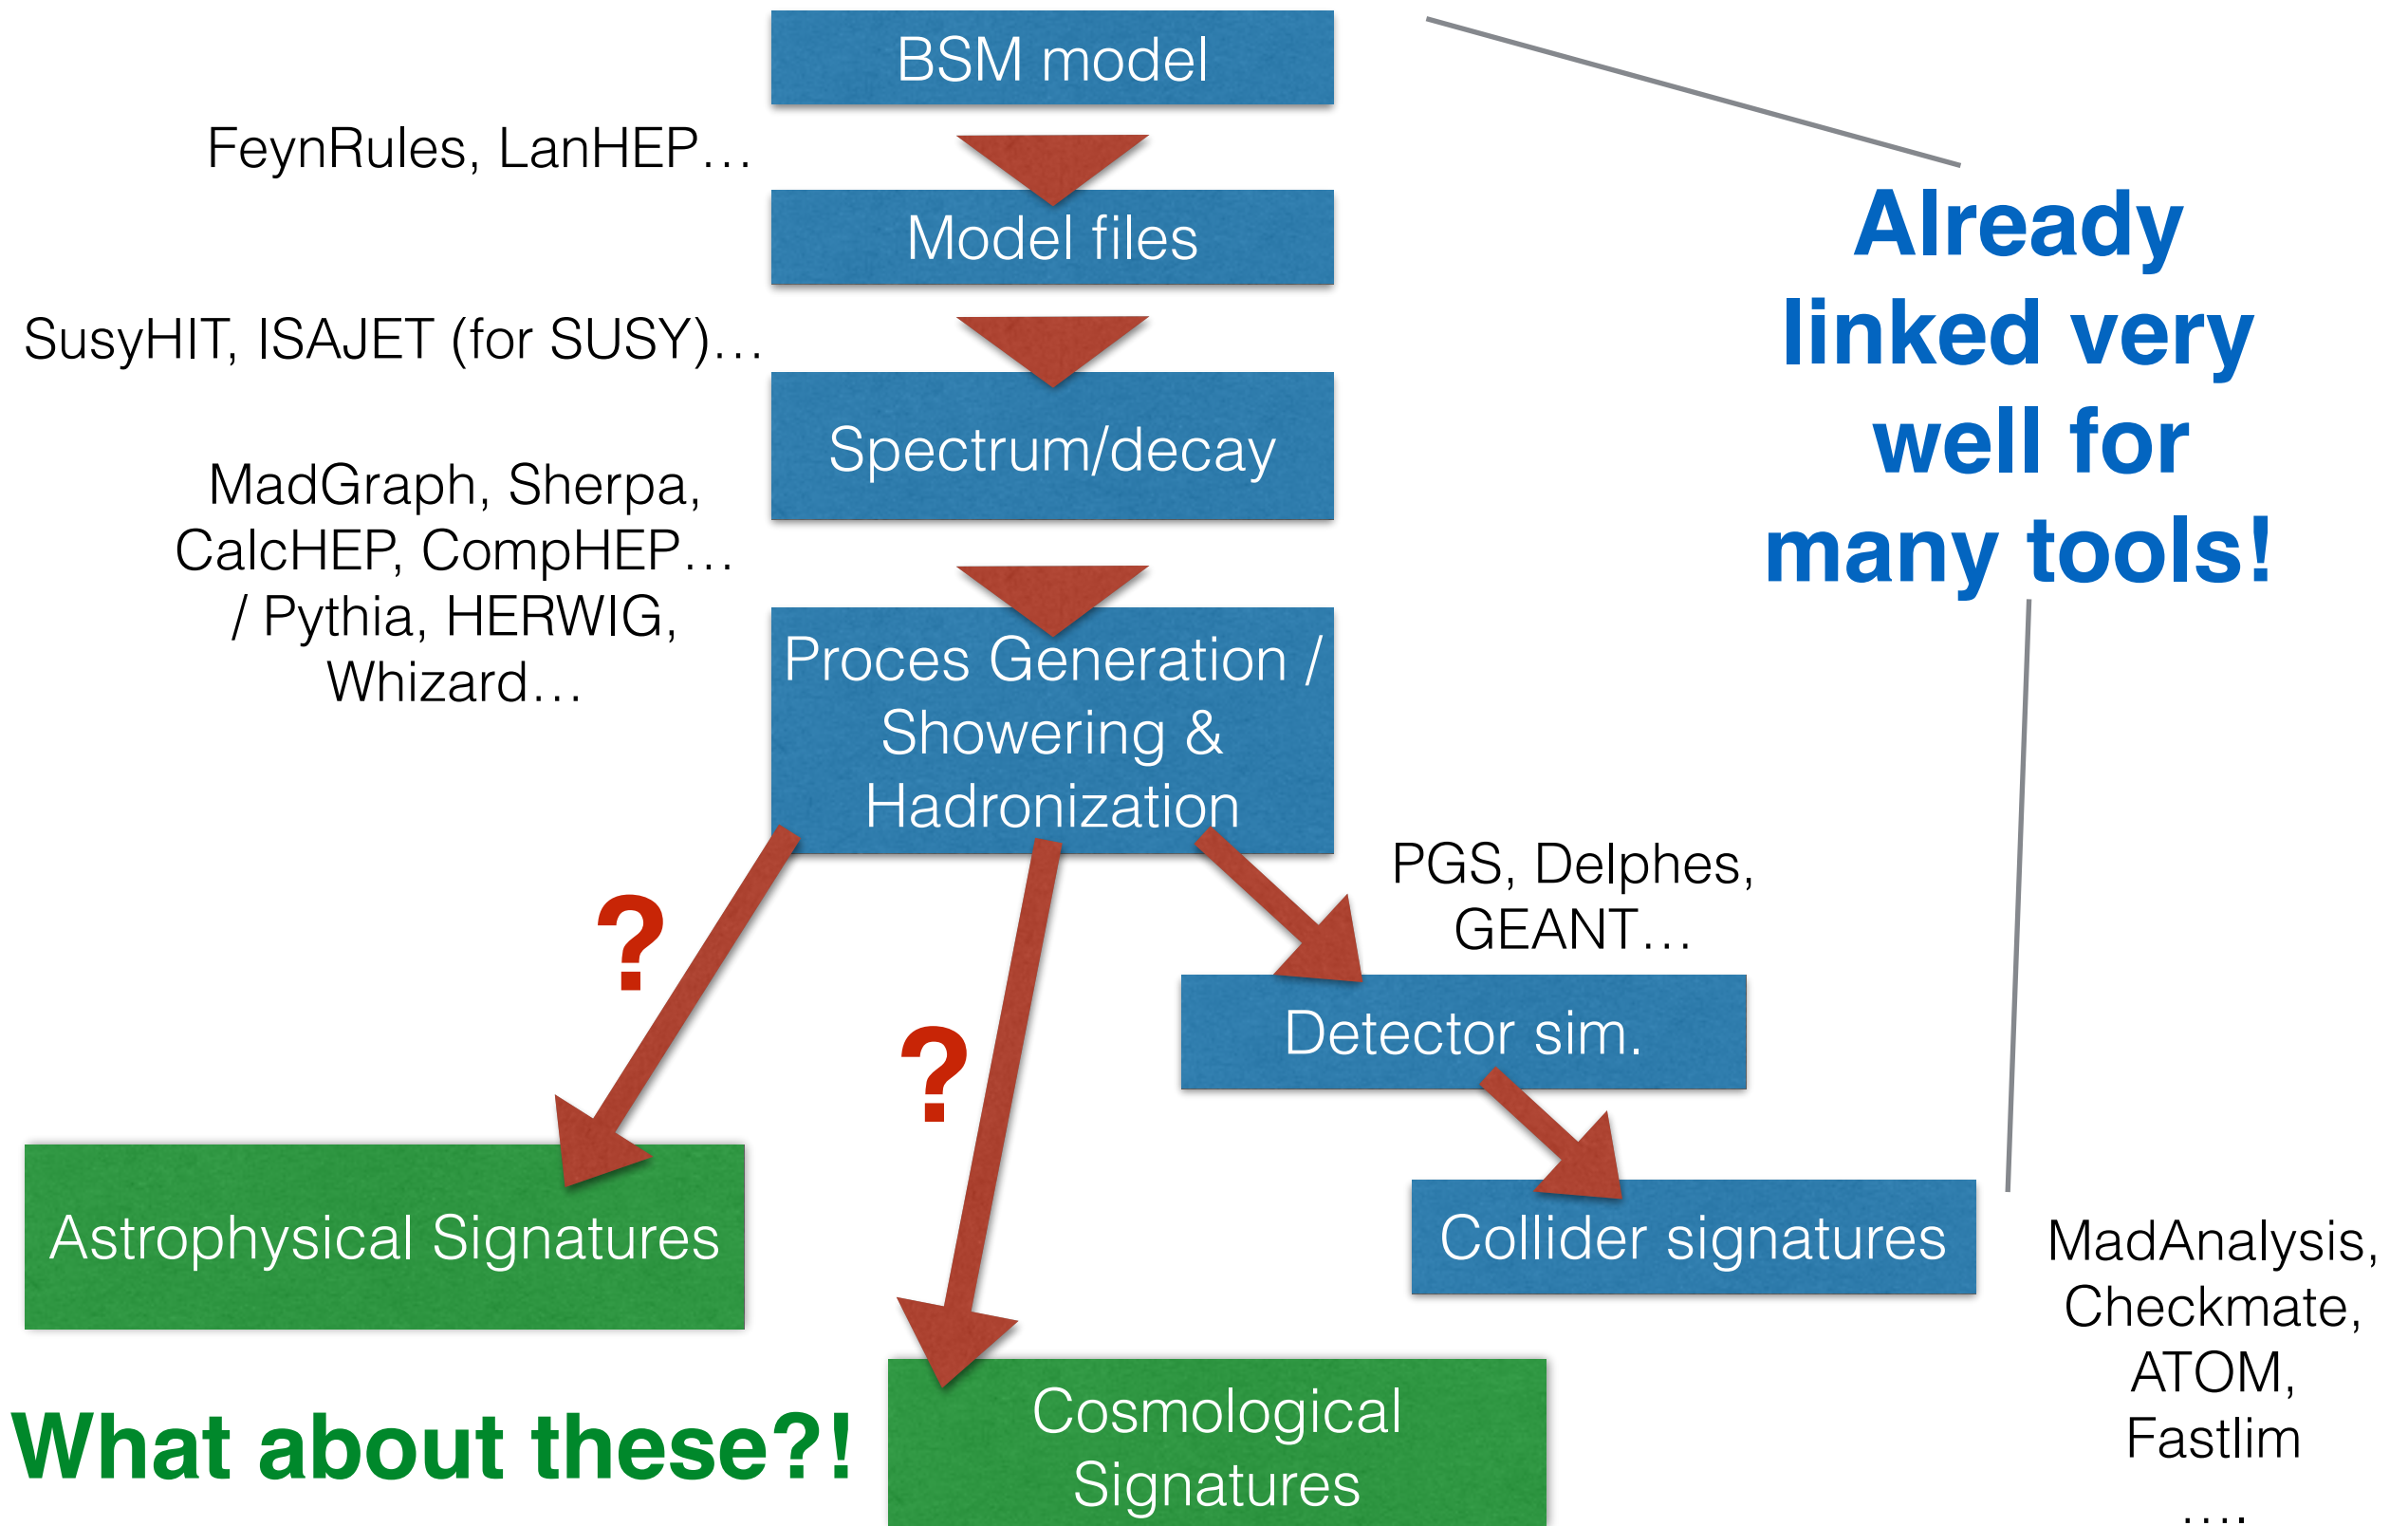 BSM model
FeynRules, LanHEP…
Model files
SusyHIT, ISAJET (for SUSY)…
Spectrum/decay
MadGraph, Sherpa,
CalcHEP, CompHEP…
/ Pythia, HERWIG,
Whizard…
Proces Generation /
Showering &
Hadronization
Already
linked very
well for
many tools!
PGS, Delphes,
GEANT…
?
?
Detector sim.
Astrophysical Signatures
Collider signatures
MadAnalysis,
Checkmate,
ATOM,
Fastlim
….
What about these?!
Cosmological
Signatures